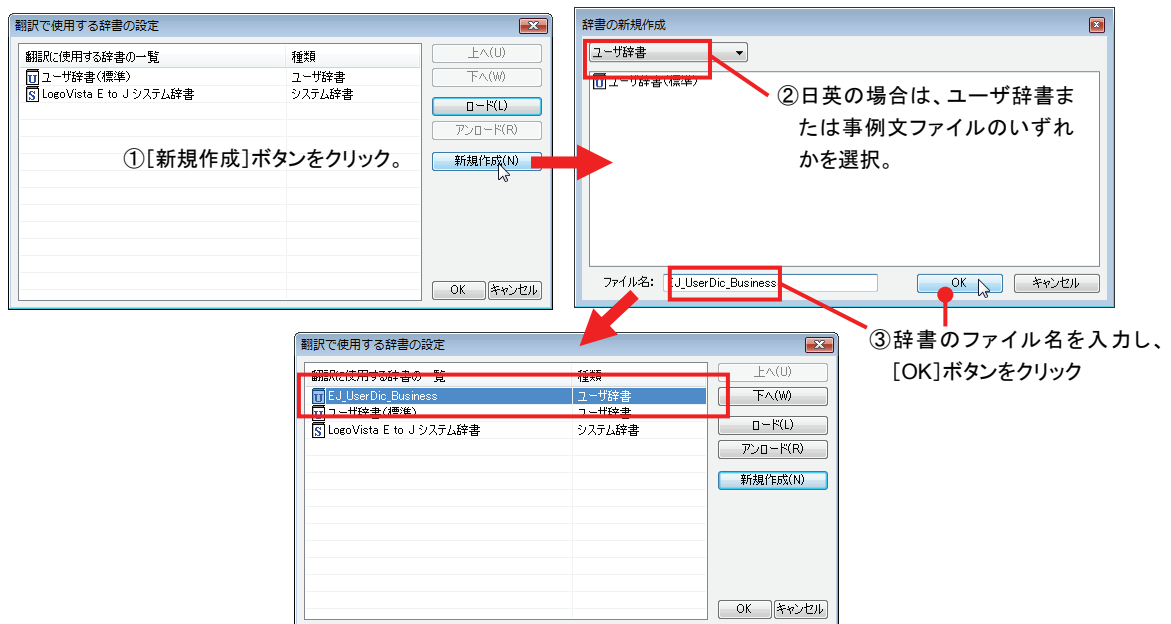 翻訳で使用する辞書の設定
翻訳に使用する辞書の一覧 種類
ユーザ辞書(標準) ユーザ辞書
LogoVista E to J システム辞書 システム辞書
上へ(U)
下へ(W)
ロード(L)
アンロード(R)
新規作成(N)
①[新規作成]ボタンをクリック。
OK キャンセル
辞書の新規作成
ユーザ辞書
ユーザ辞書(標準)
②日英の場合は、ユーザ辞書ま
たは事例文ファイルのいずれ
かを選択。
ファイル名: EJ_UserDic_Business
OK キャンセル
③辞書のファイル名を入力し、
[OK]ボタンをクリック
翻訳で使用する辞書の設定
翻訳に使用する辞書の一覧 種類
EJ_UserDic_Business ユーザ辞書
ユーザ辞書(標準) ユーザ辞書
LogoVista E to J システム辞書 システム辞書
上へ(U)
下へ(W)
ロード(L)
アンロード(R)
新規作成(N)
OK キャンセル